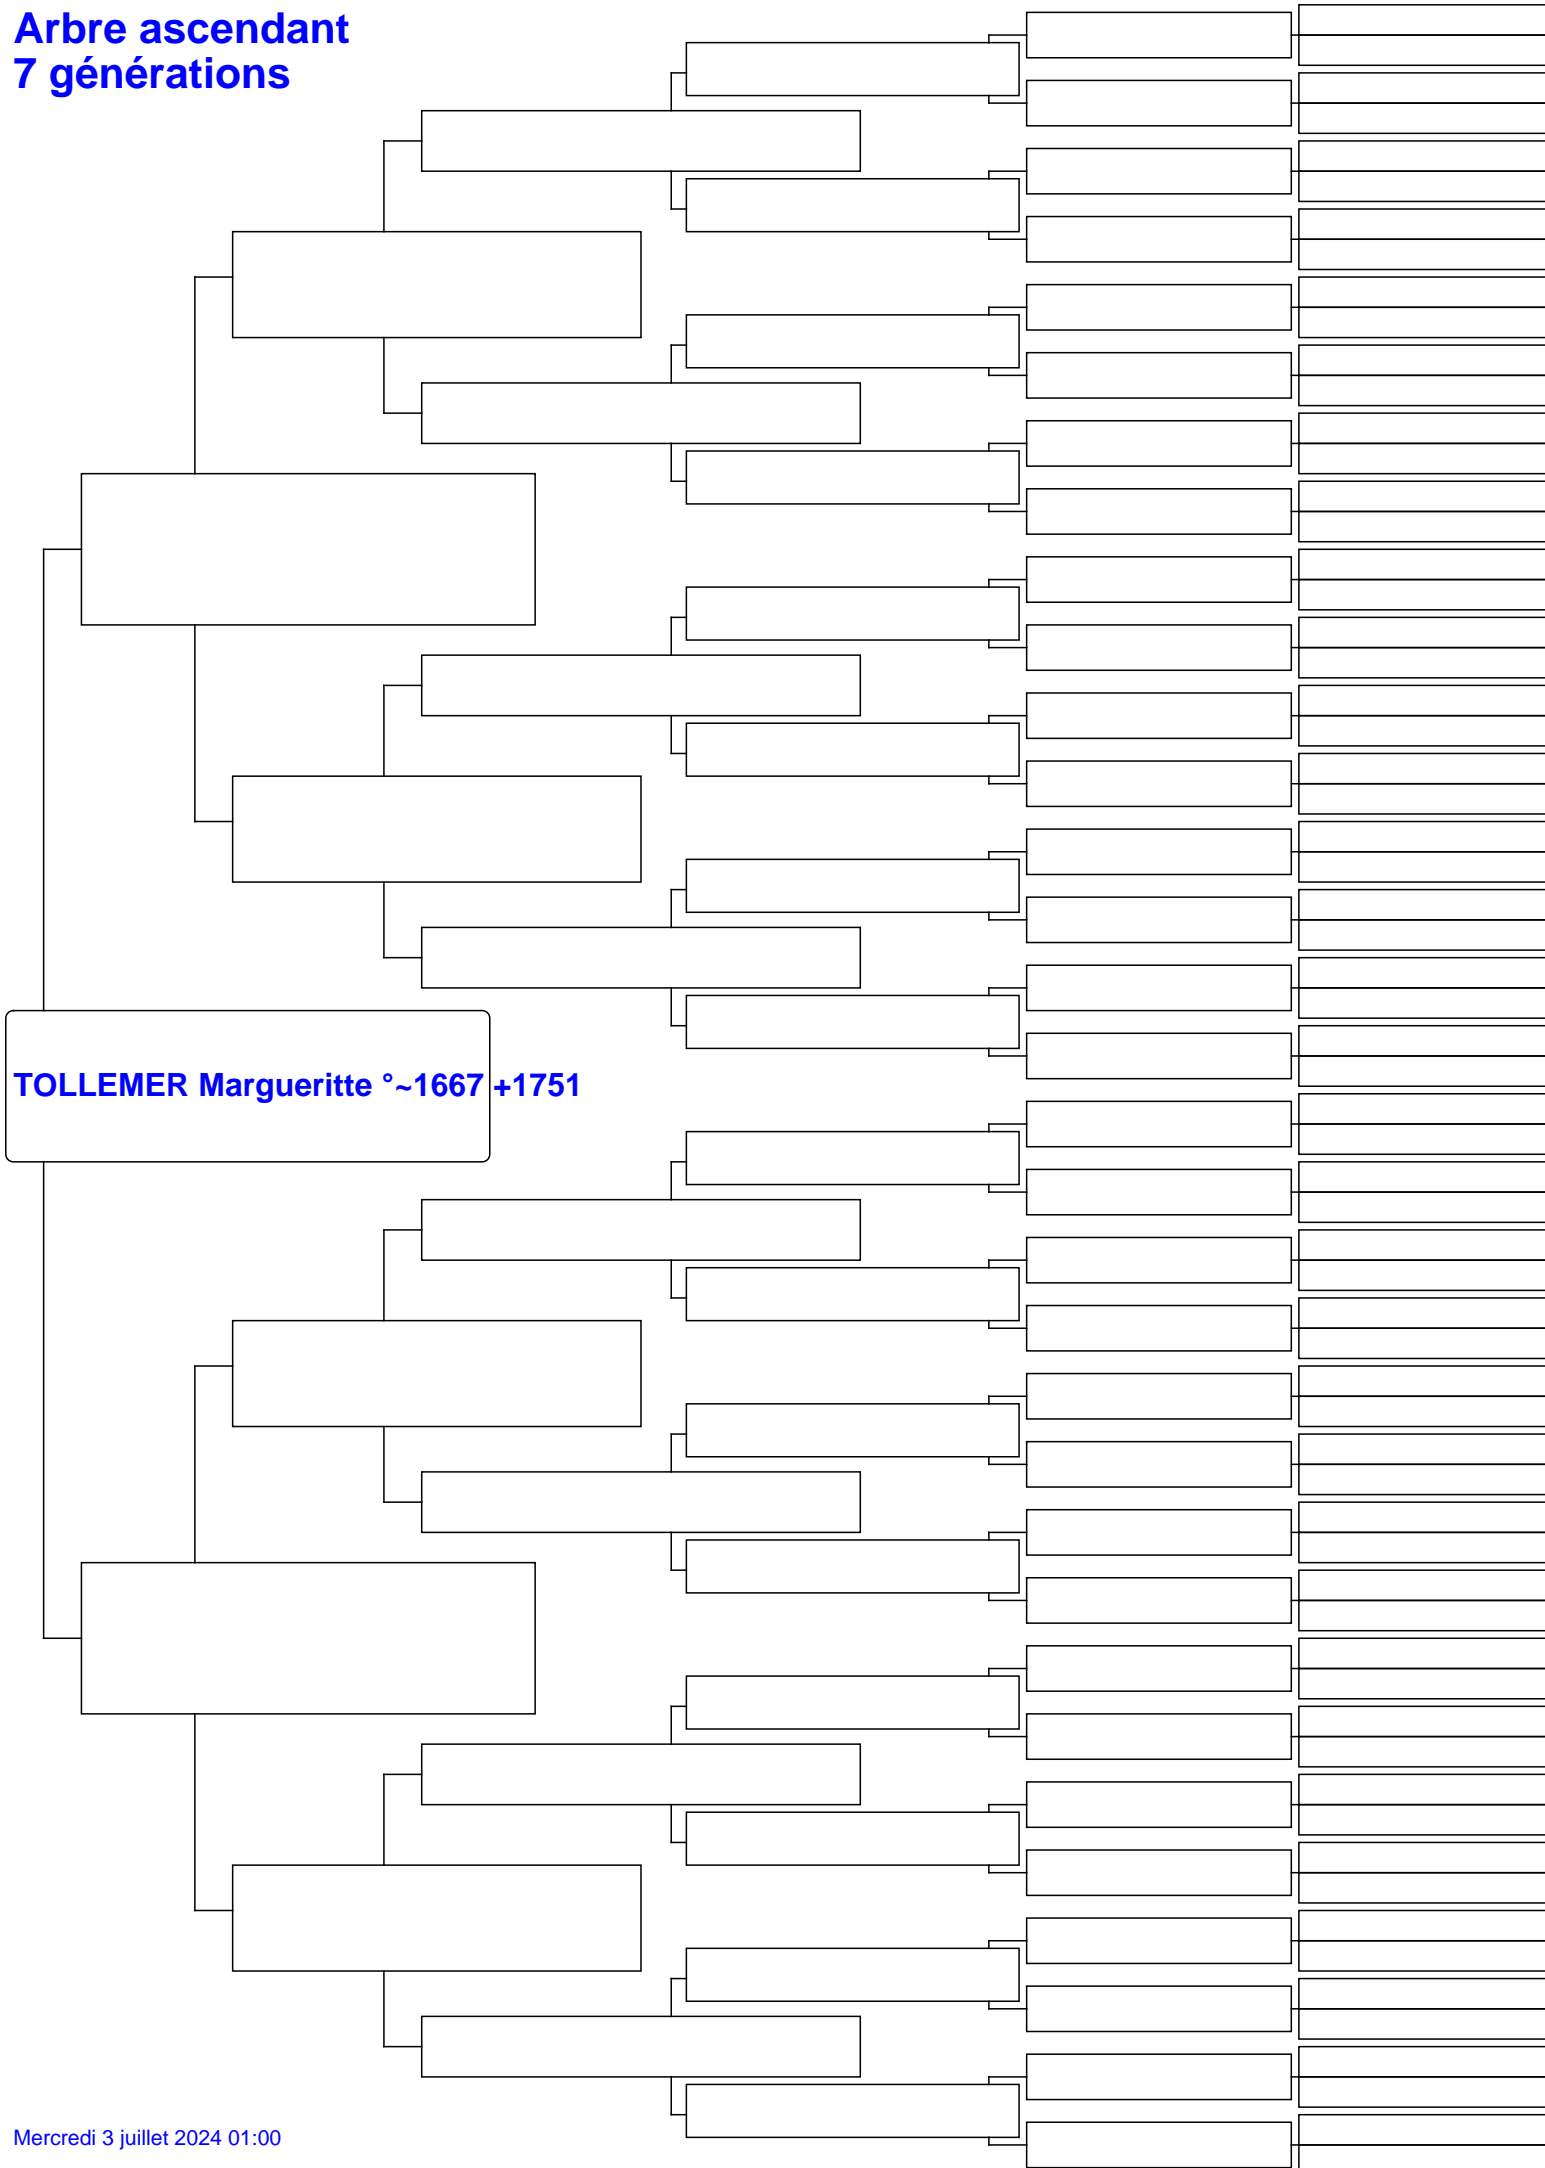 Arbre ascendant
7 générations
TOLLEMER Margueritte °~1667 +1751
Mercredi 3 juillet 2024 01:00